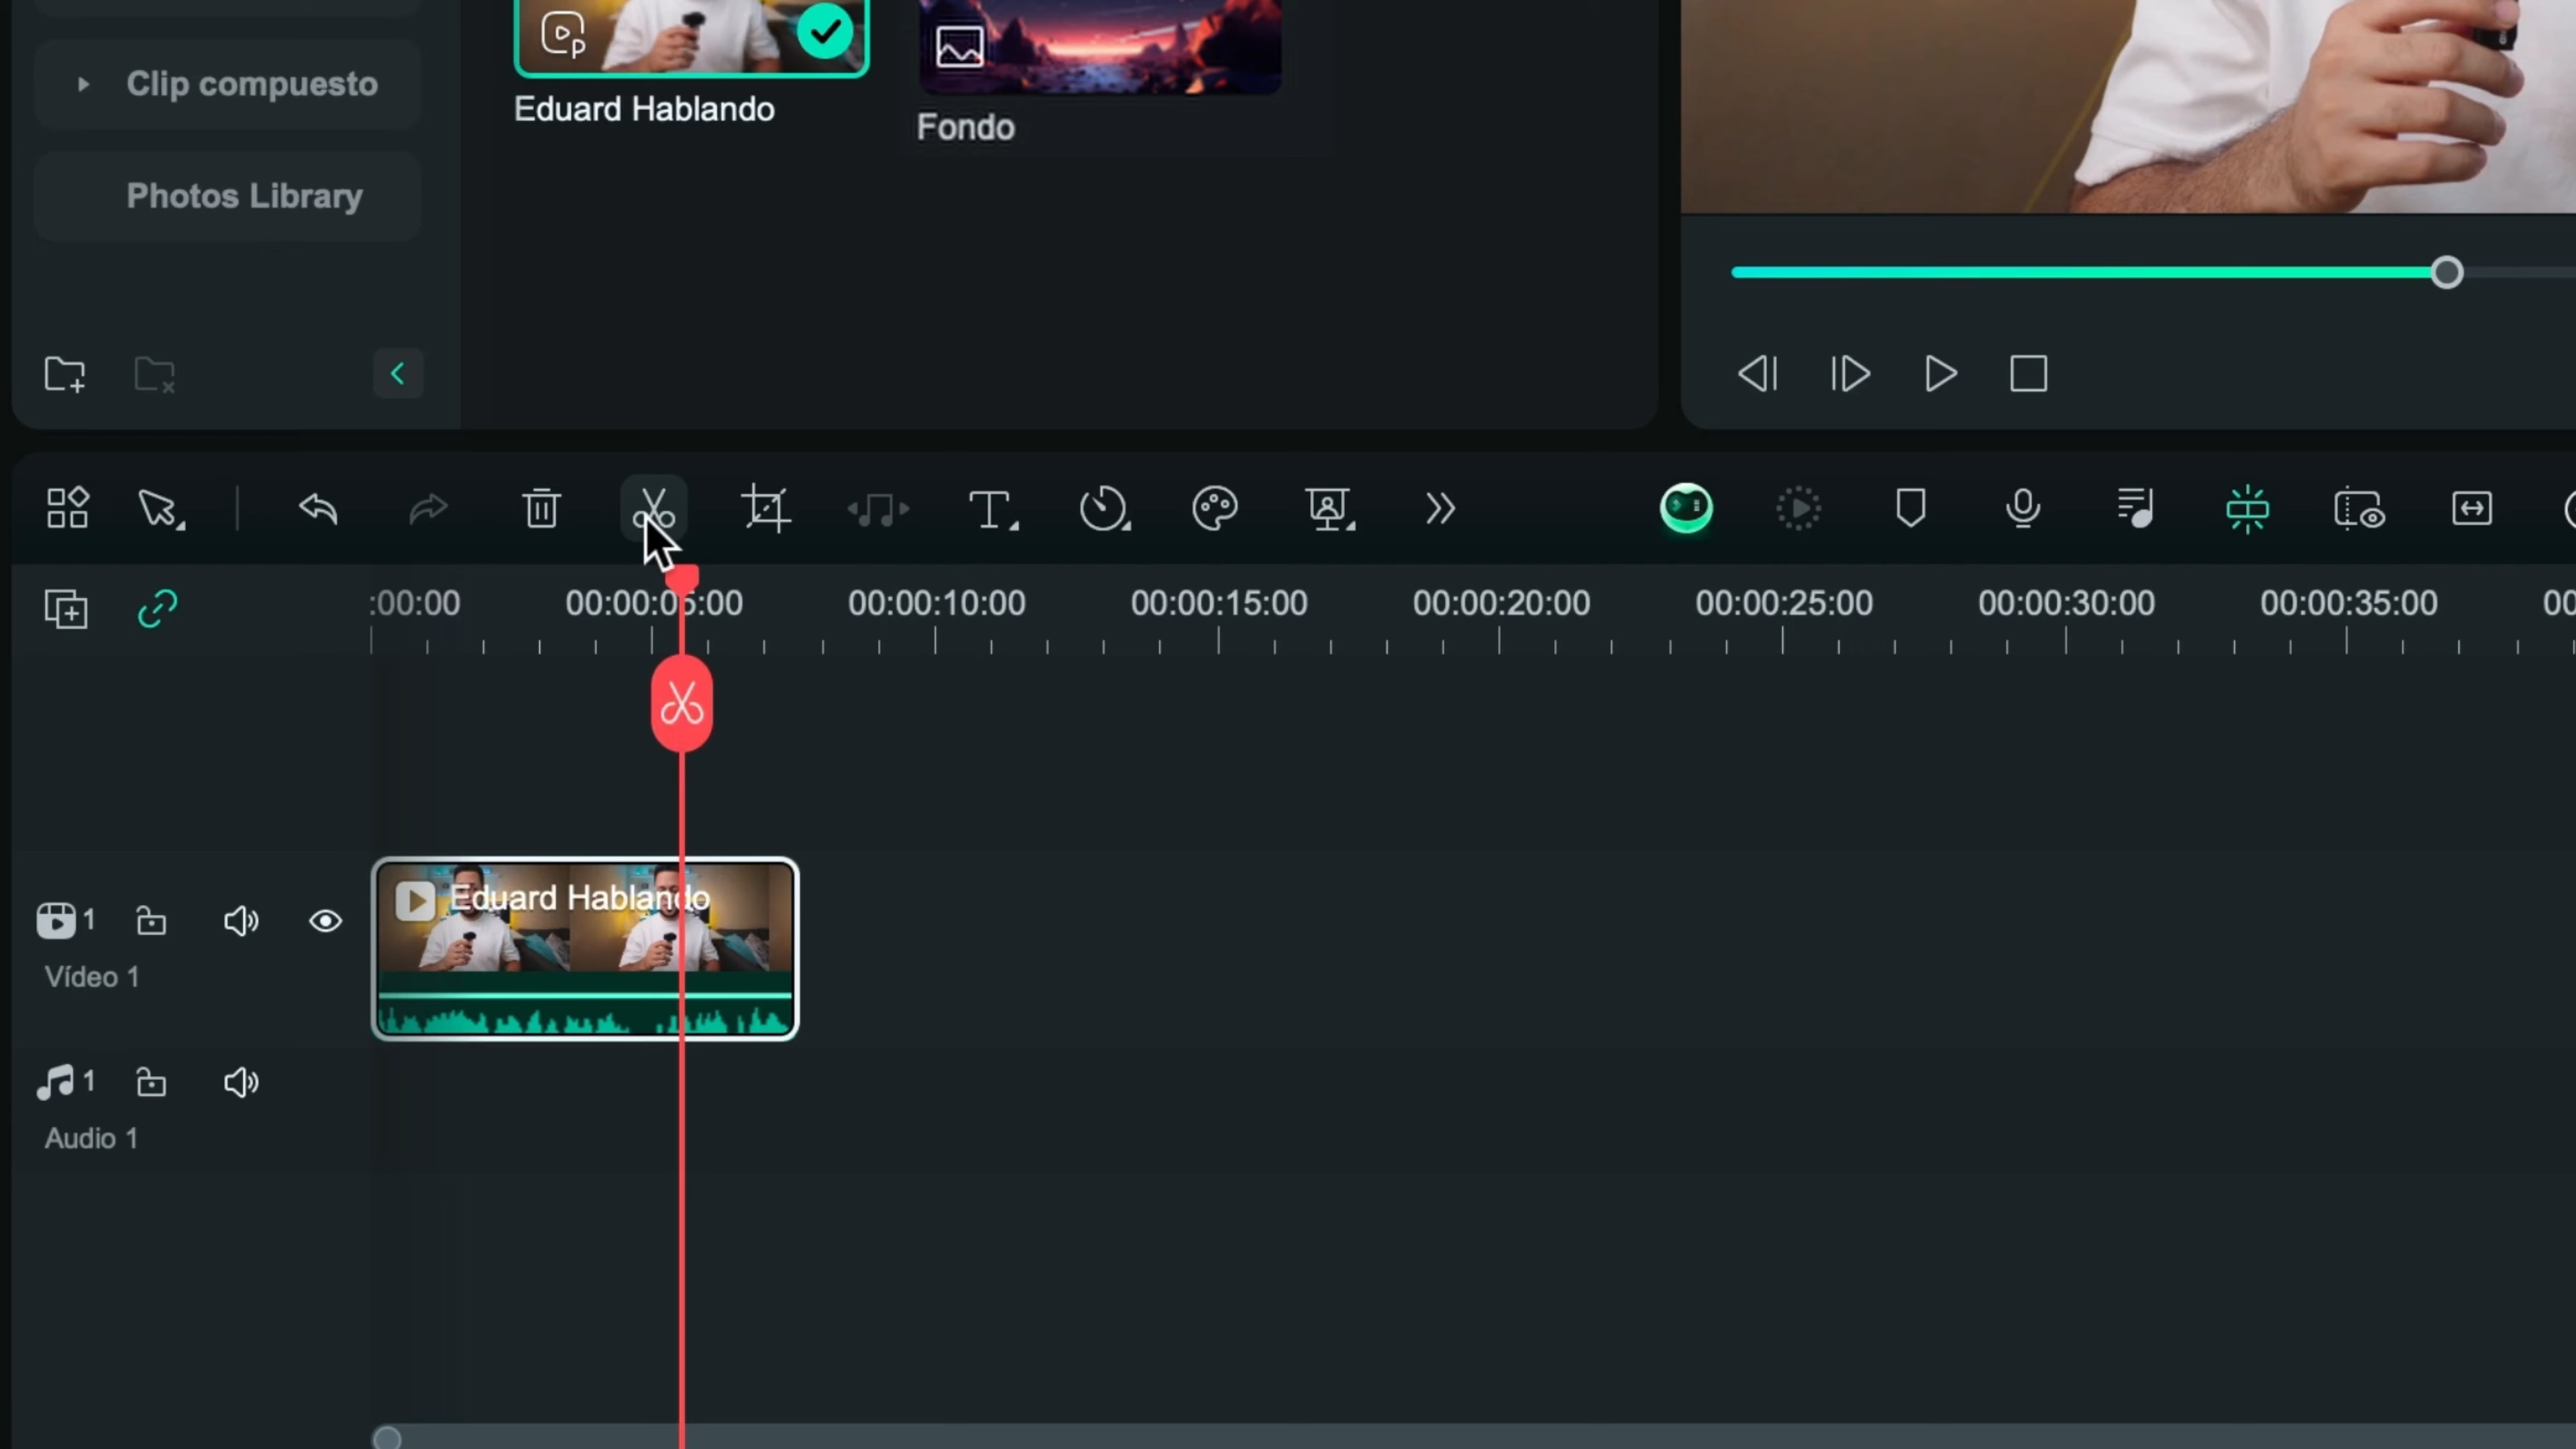 Clip compuesto
Photos Library
Eduard Hablando
Fondo
:00:00 00:00:05:00 00:00:10:00 00:00:15:00 00:00:20:00 00:00:25:00 00:00:30:00 00:00:35:00 00
Eduard Hablando
1
Vídeo 1
1
Audio 1